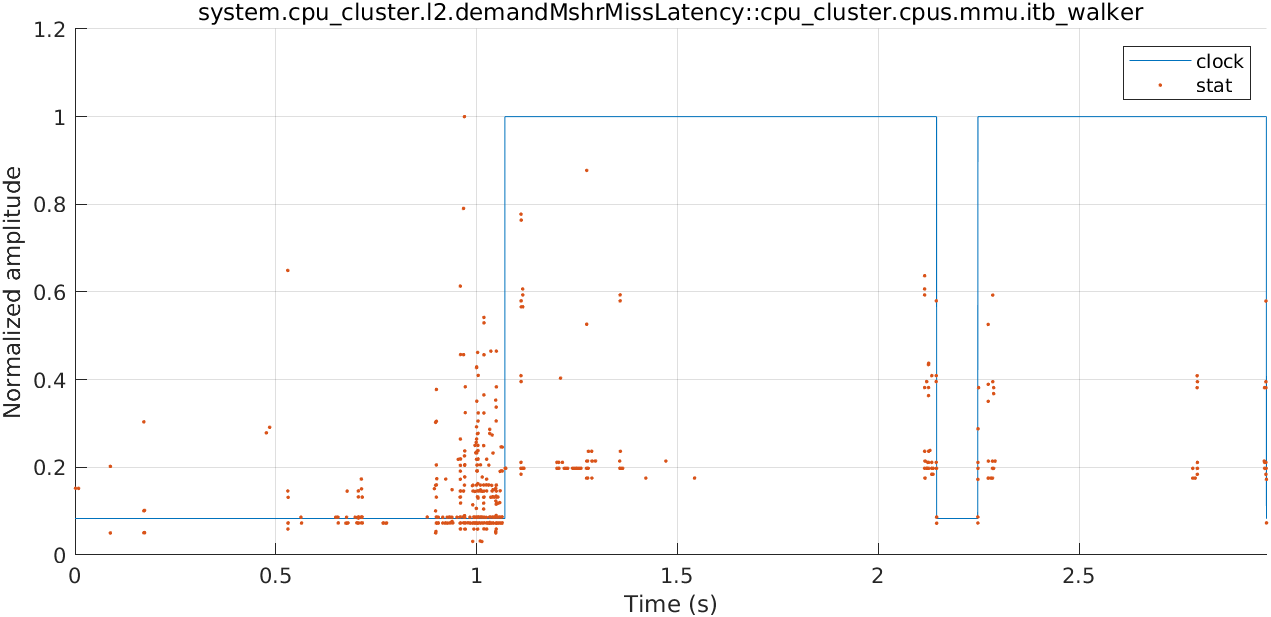 system.cpu_cluster.l2.demandMshrMissLatency::cpu_cluster.cpus.mmu.itb_walker
1.2
clock
stat
1
0.8
Normalized amplitude
0.6
0.4
0.2
0
0 0.5 1 1.5 2 2.5
Time (s)